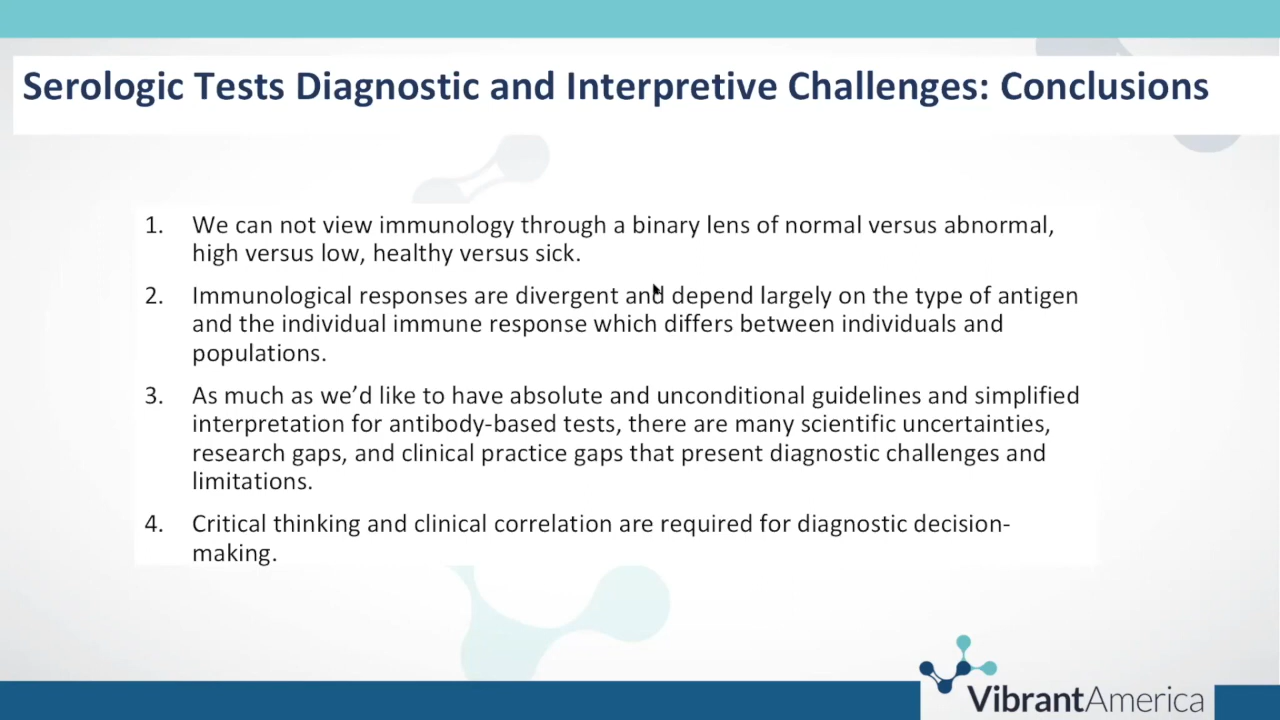 Serologic Tests Diagnostic and Interpretive Challenges: Conclusions
1. We can not view immunology through a binary lens of normal versus abnormal,
high versus low, healthy versus sick.
2. Immunological responses are divergent and depend largely on the type of antigen
and the individual immune response which differs between individuals and
populations.
3. As much as we’d like to have absolute and unconditional guidelines and simplified
interpretation for antibody-based tests, there are many scientific uncertainties,
research gaps, and clinical practice gaps that present diagnostic challenges and
limitations.
4. Critical thinking and clinical correlation are required for diagnostic decision-
making.
VibrantAmerica